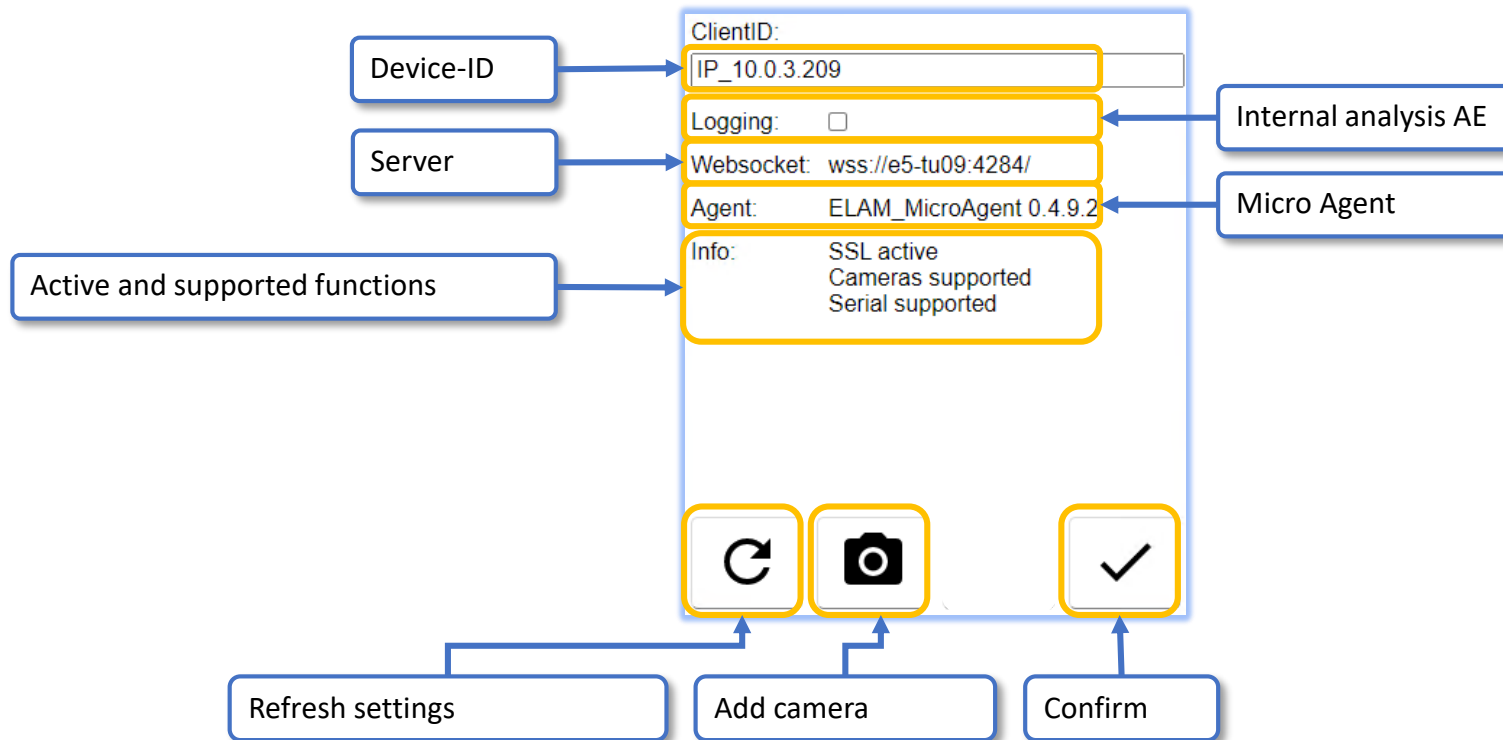 ClientID:
Device-ID
IP_10.0.3.209
Logging:
Internal analysis AE
Server
Websocket: wss://e5-tu09:4284/
Agent: ELAM_MicroAgent 0.4.9.2
Micro Agent
Info: SSL active
Cameras supported
Serial supported
Active and supported functions
Refresh settings
Add camera
Confirm